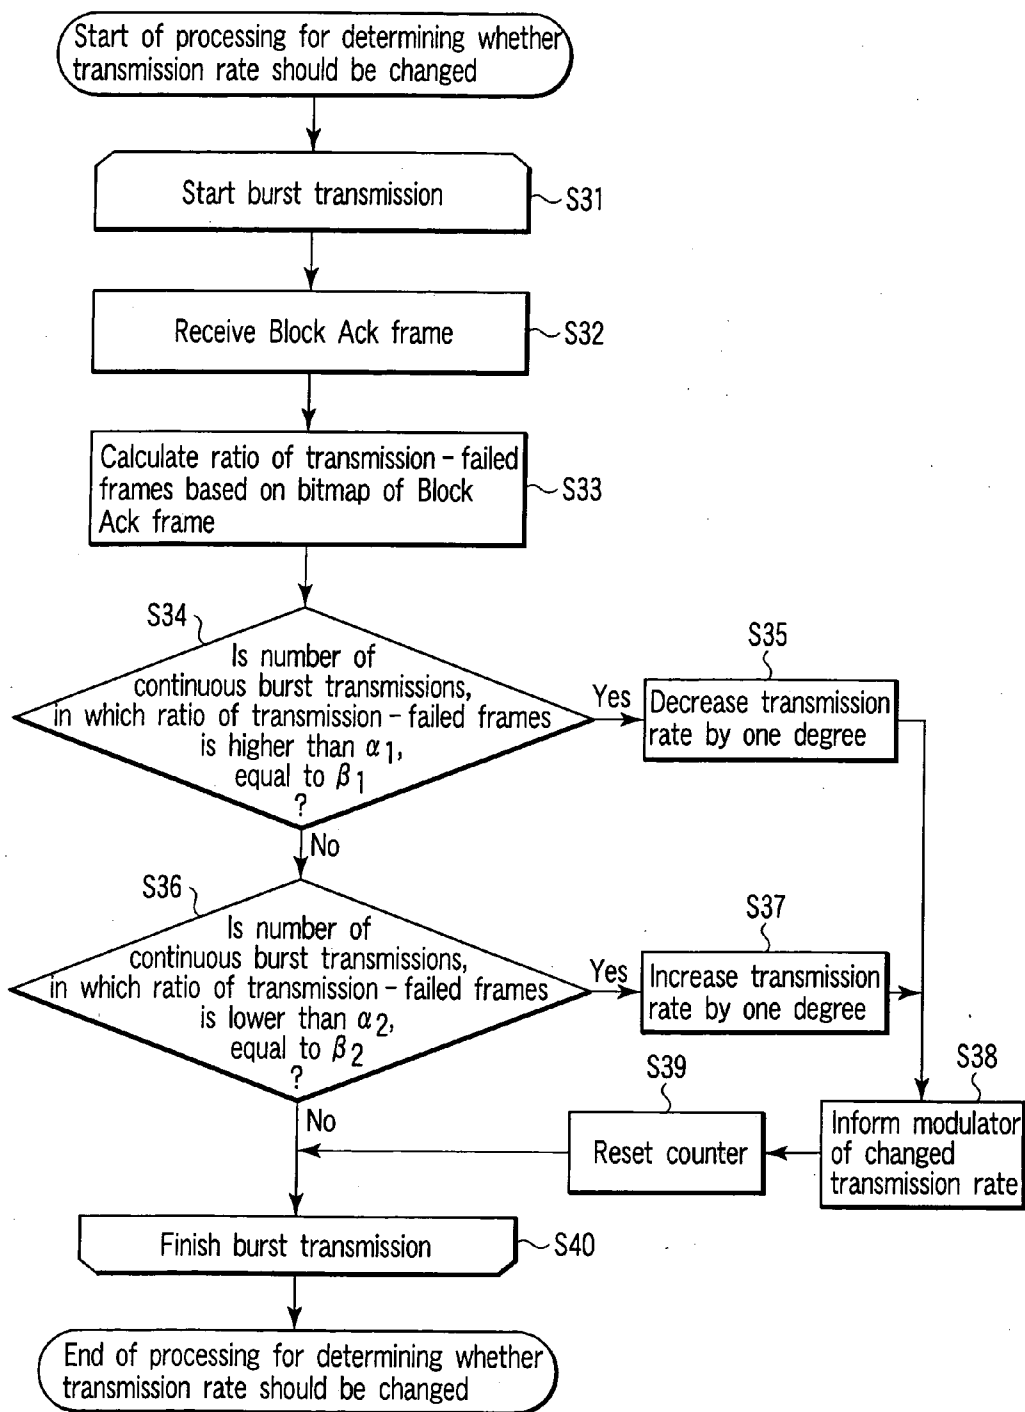 Start of processing for determining whether
transmission rate should be changed
Start burst transmission
S31
Receive Block Ack frame
S32
Calculate ratio of transmission-failed
frames based on bitmap of Block
Ack frame
S33
S34
Is number of
continuous burst transmissions,
in which ratio of transmission-failed frames
is higher than α1,
equal to β1
?
Yes
S35
Decrease transmission
rate by one degree
No
S36
Is number of
continuous burst transmissions,
in which ratio of transmission-failed frames
is lower than α2,
equal to β2
?
Yes
S37
Increase transmission
rate by one degree
No
S39
Reset counter
S38
Inform modulator
of changed
transmission rate
Finish burst transmission
S40
End of processing for determining whether
transmission rate should be changed